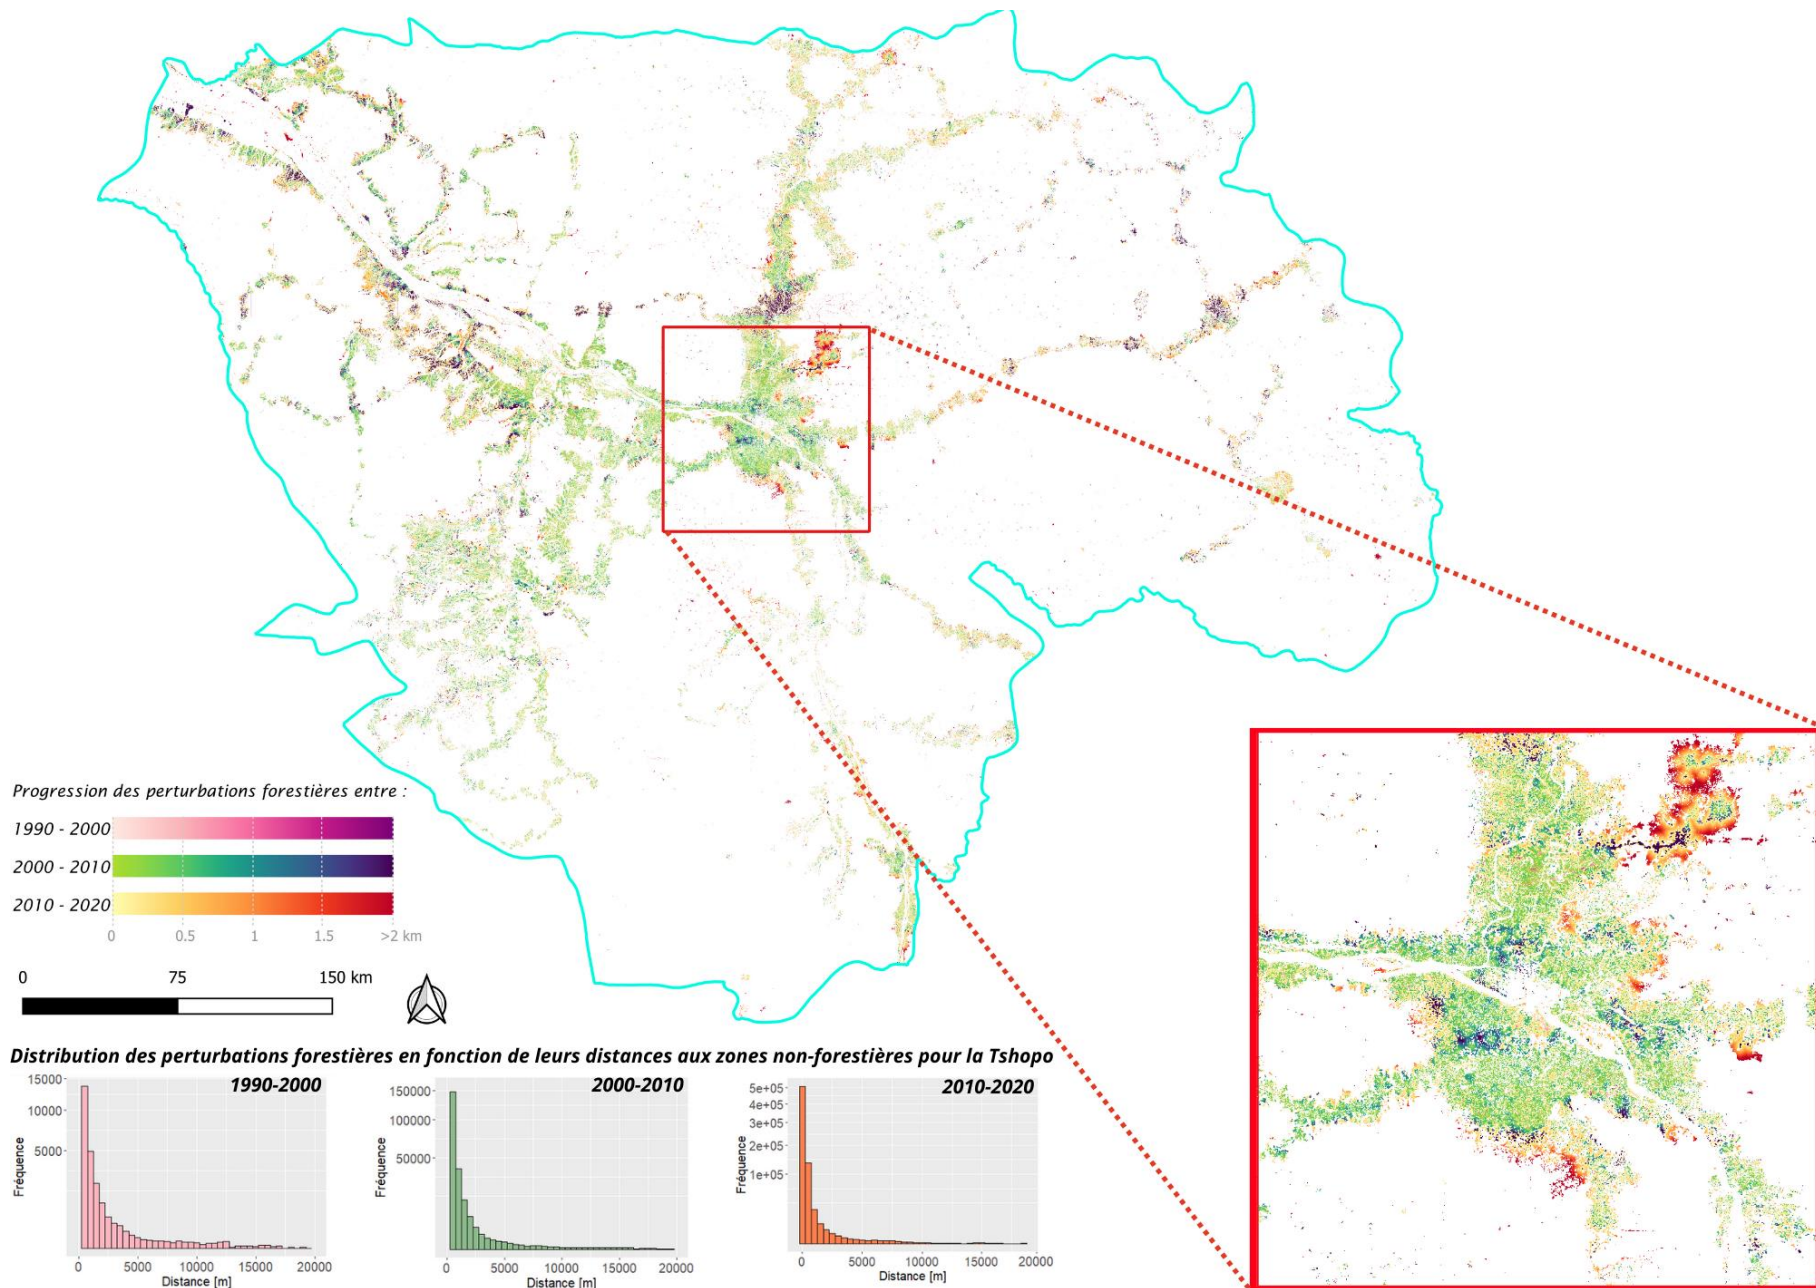 Progression des perturbations forestières entre :
1990 - 2000
2000 - 2010
2010 - 2020
0 0.5 1 1.5 >2 km
0 75 150 km
Distribution des perturbations forestières en fonction de leurs distances aux zones non-forestières pour la Tshopo
1990-2000
15000
10000
5000
Fréquence
0 5000 10000 15000 20000
Distance [m]
2000-2010
150000
100000
50000
Fréquence
0 5000 10000 15000 20000
Distance [m]
2010-2020
5e+05
4e+05
3e+05
2e+05
1e+05
Fréquence
0 5000 10000 15000 20000
Distance [m]